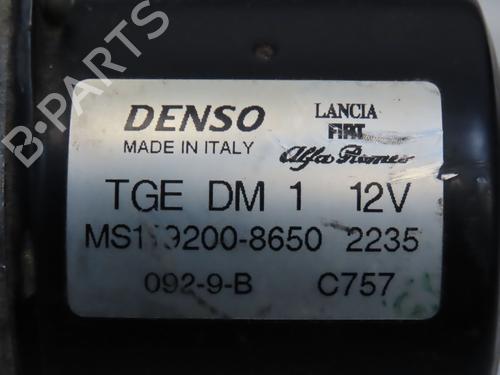 B-PARTS
DENSO LANCIA
FIAT
MADE IN ITALY Alfa Romeo
TGE DM 1 12V
2235
092-9-B C757